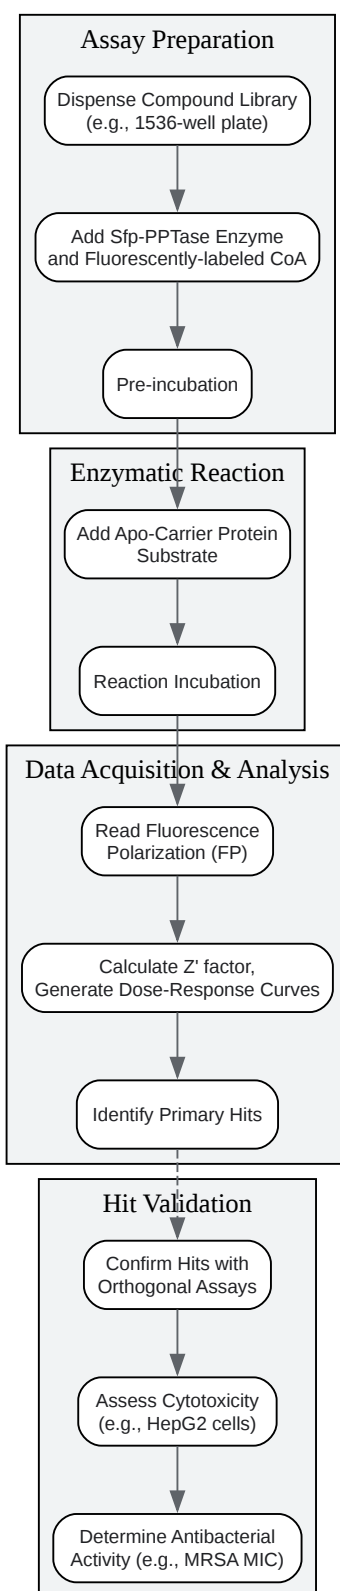 Assay Preparation
Dispense Compound Library
(e.g., 1536-well plate)
Add Sfp-PPTase Enzyme
and Fluorescently-labeled CoA
Pre-incubation
Enzymatic Reaction
Add Apo-Carrier Protein
Substrate
Reaction Incubation
Data Acquisition & Analysis
Read Fluorescence
Polarization (FP)
Calculate Z' factor,
Generate Dose-Response Curves
Identify Primary Hits
Hit Validation
Confirm Hits with
Orthogonal Assays
Assess Cytotoxicity
(e.g., HepG2 cells)
Determine Antibacterial
Activity (e.g., MRSA MIC)